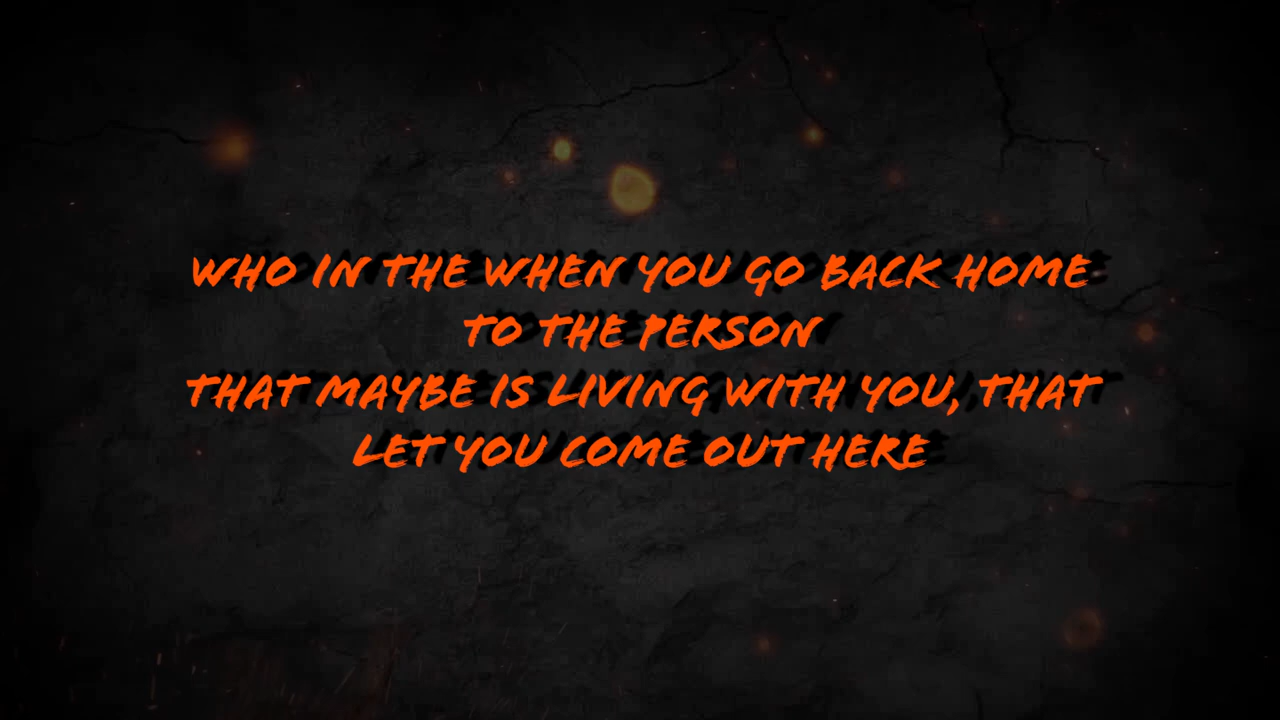 WHO IN THE WHEN YOU GO BACK HOME
TO THE PERSON
THAT MAYBE IS LIVING WITH YOU, THAT
LET YOU COME OUT HERE